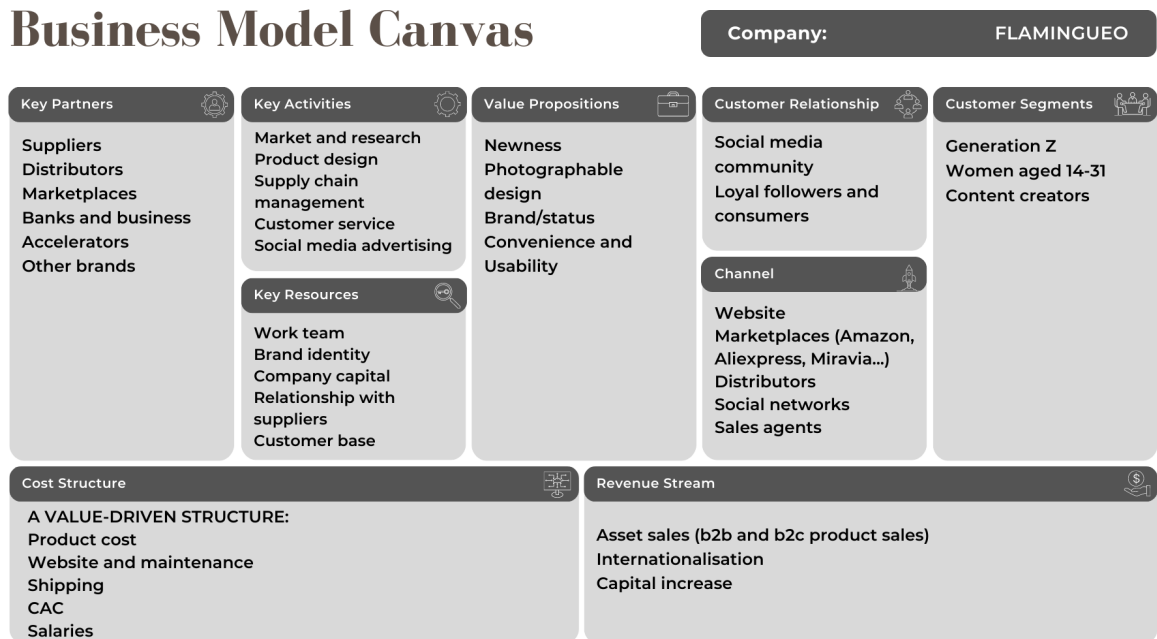 Business Model Canvas
Company: FLAMINGUEO
Key Partners
Suppliers
Distributors
Marketplaces
Banks and business
Accelerators
Other brands
Key Activities
Market and research
Product design
Supply chain
management
Customer service
Social media advertising
Key Resources
Work team
Brand identity
Company capital
Relationship with
suppliers
Customer base
Value Propositions
Newness
Photographable
design
Brand/status
Convenience and
Usability
Customer Relationship
Social media
community
Loyal followers and
consumers
Channel
Website
Marketplaces (Amazon,
Aliexpress, Miravia...)
Distributors
Social networks
Sales agents
Customer Segments
Generation Z
Women aged 14-31
Content creators
Cost Structure
A VALUE-DRIVEN STRUCTURE:
Product cost
Website and maintenance
Shipping
CAC
Salaries
Revenue Stream
Asset sales (b2b and b2c product sales)
Internationalisation
Capital increase